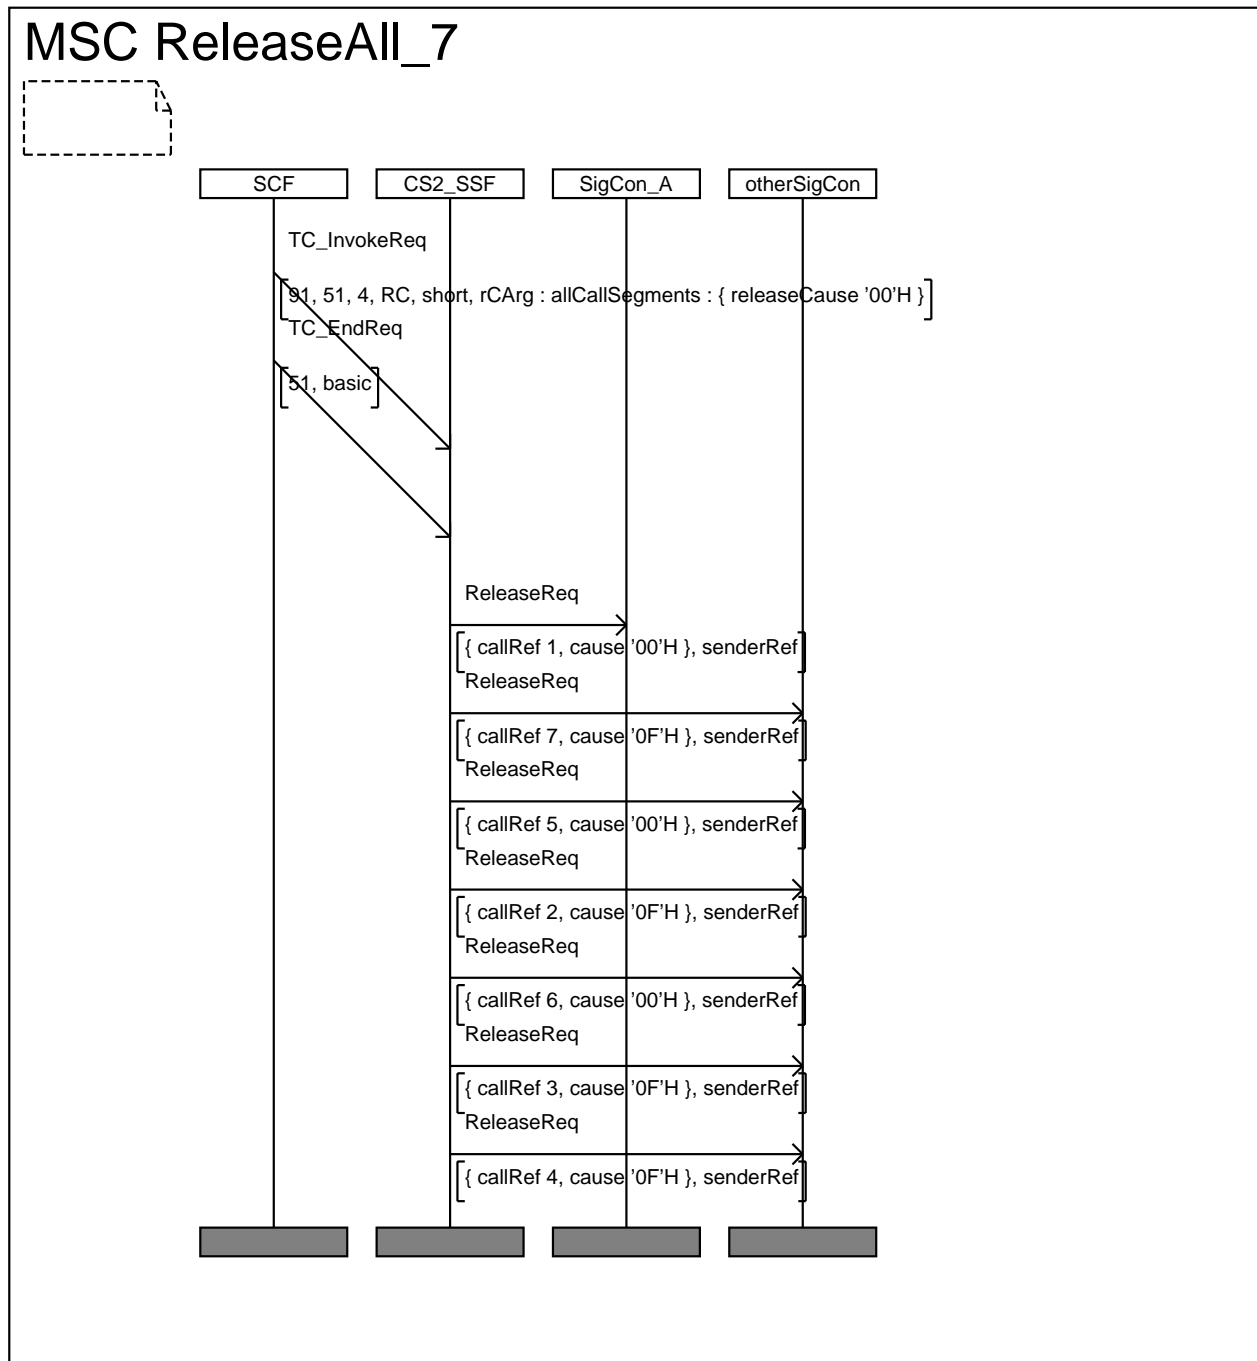 MSC ReleaseAll_7
SCF CS2_SSF SigCon_A otherSigCon
TC_InvokeReq
91, 51, 4, RC, short, rCArg : allCallSegments : { releaseCause '00'H }
TC_EndReq
51, basic
ReleaseReq
{ callRef 1, cause '00'H }, senderRef
ReleaseReq
{ callRef 7, cause '0F'H }, senderRef
ReleaseReq
{ callRef 5, cause '00'H }, senderRef
ReleaseReq
{ callRef 2, cause '0F'H }, senderRef
ReleaseReq
{ callRef 6, cause '00'H }, senderRef
ReleaseReq
{ callRef 3, cause '0F'H }, senderRef
ReleaseReq
{ callRef 4, cause '0F'H }, senderRef